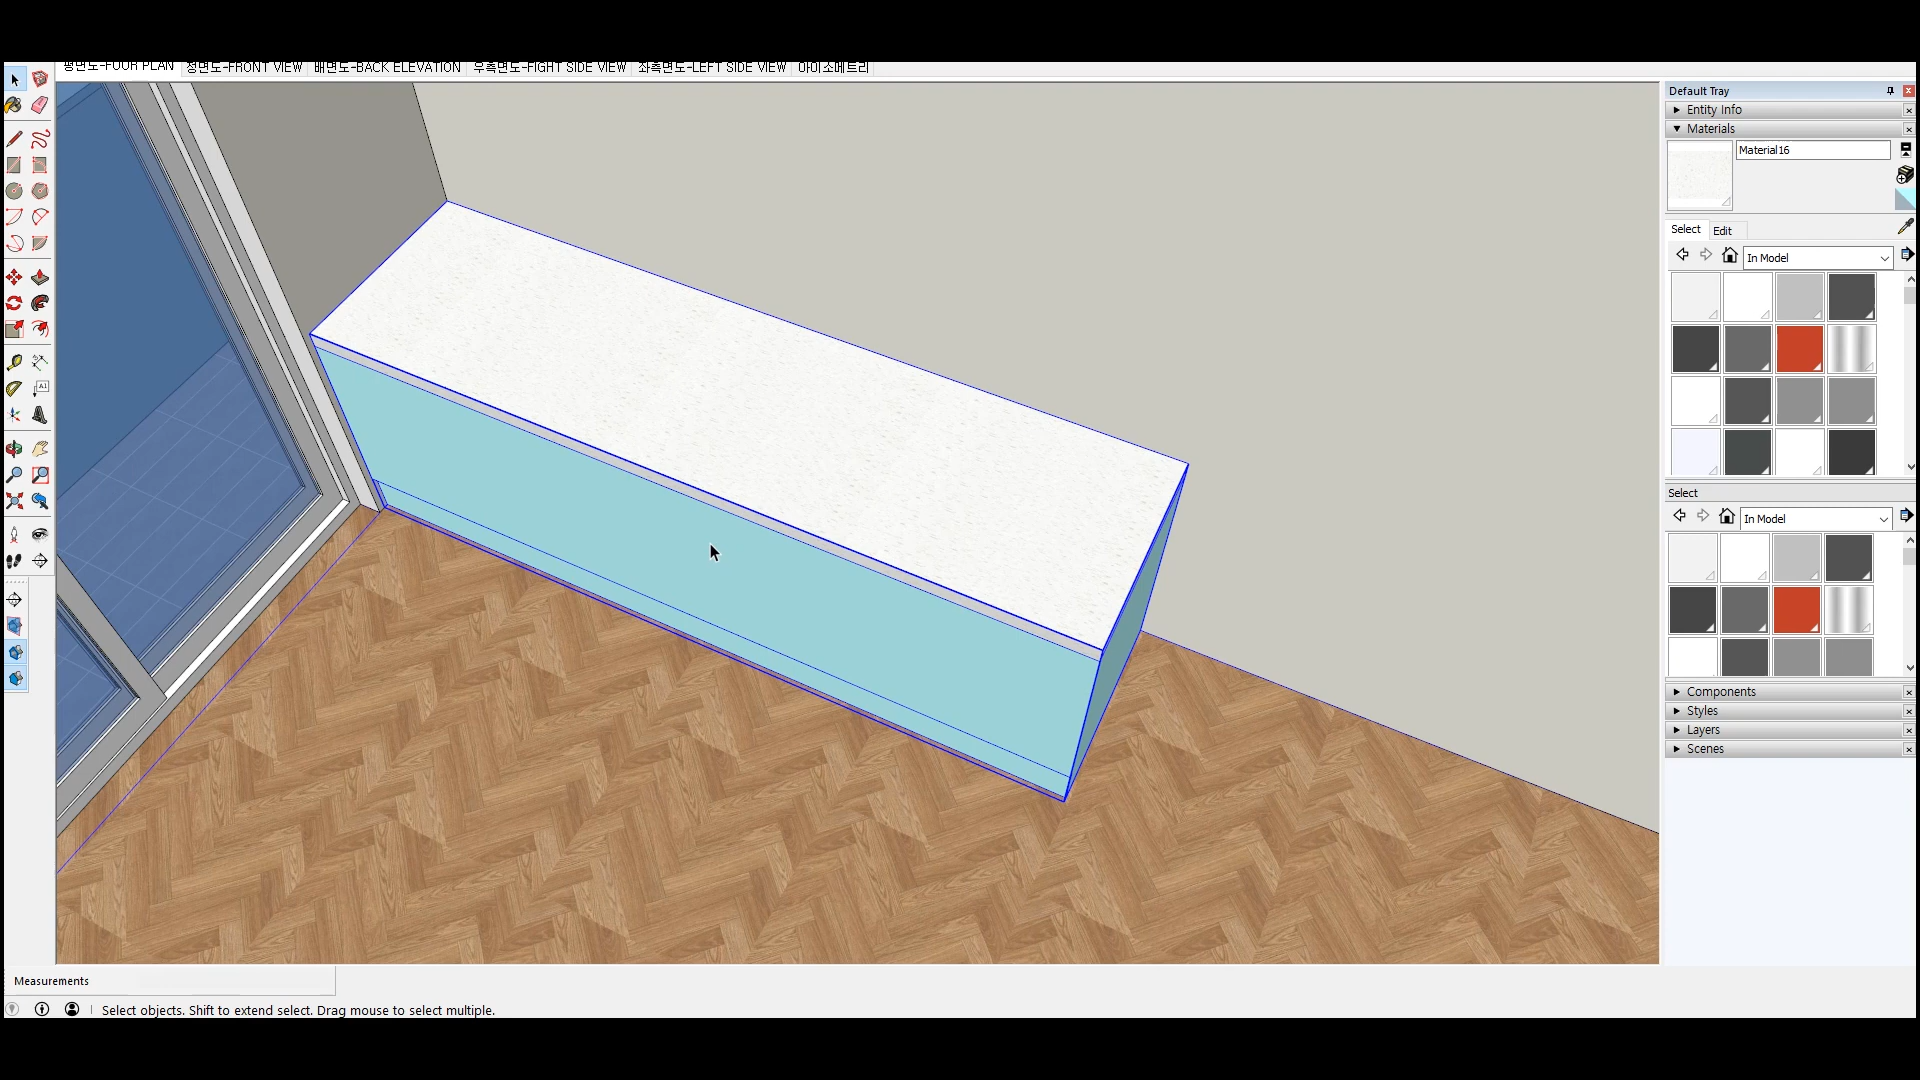 평면도-FOUR PLAN 정면도-FRONT VIEW 배면도-BACK ELEVATION 우측면도-FIGHT SIDE VIEW 좌측면도-LEFT SIDE VIEW 아이소메트리
Default Tray
Entity Info
Materials
Material16
Select Edit
In Model
Select
In Model
Components
Styles
Layers
Scenes
A1
Measurements
Select objects. Shift to extend select. Drag mouse to select multiple.